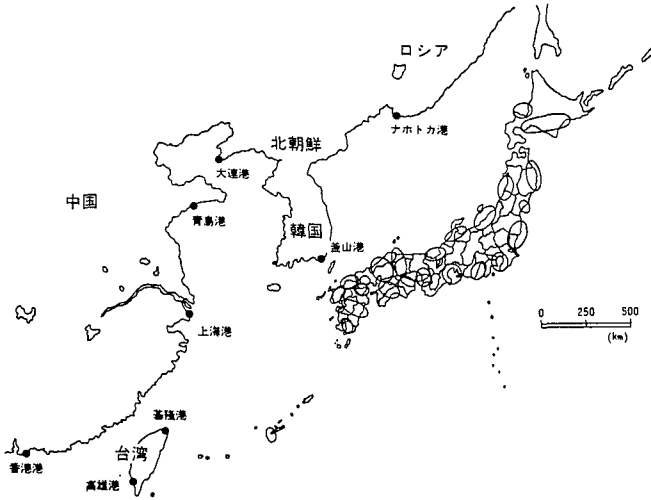 ロシア
ナホトカ港
北朝鮮
大連港
中国
青島港
韓国
釜山港
上海港
0 250 500
(km)
基隆港
台湾
香港港
高雄港